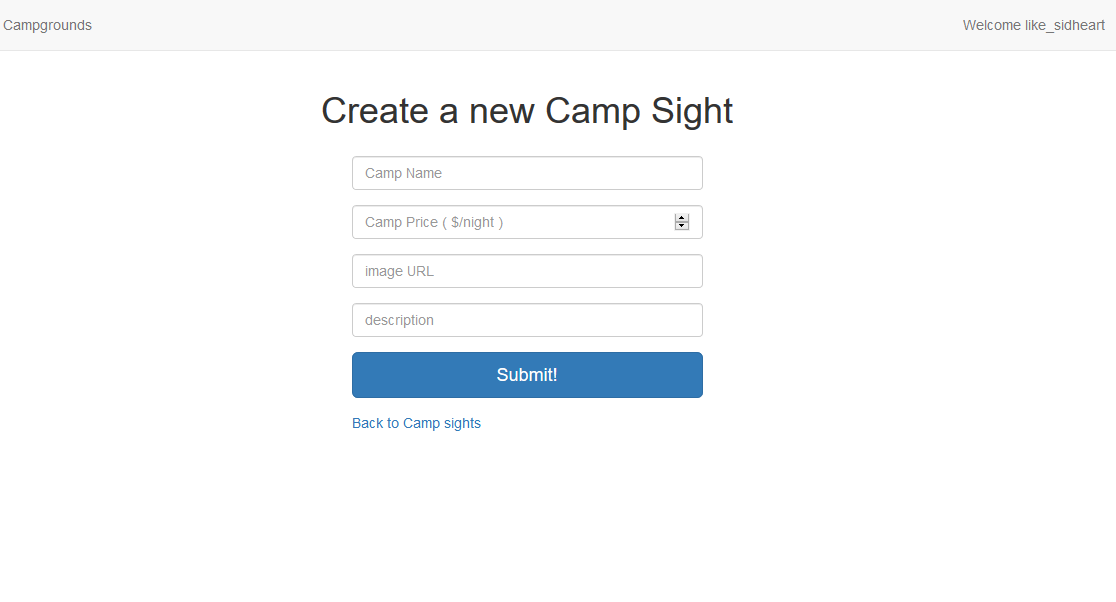 Campgrounds
Welcome like_sidheart
Create a new Camp Sight
Camp Name
Camp Price ( $/night )
image URL
description
Submit!
Back to Camp sights